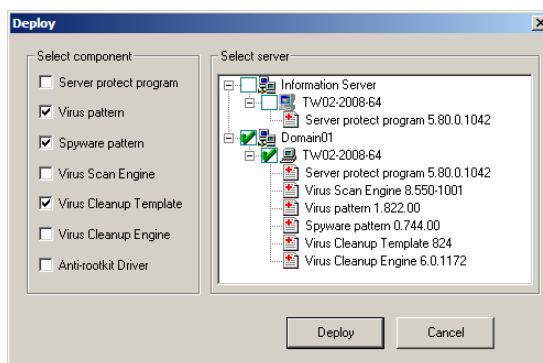 Deploy
Select component
Server protect program
Virus pattern
Spyware pattern
Virus Scan Engine
Virus Cleanup Template
Virus Cleanup Engine
Anti-rootkit Driver
Select server
Information Server
TW02-2008-64
Server protect program 5.80.0.1042
Domain01
TW02-2008-64
Server protect program 5.80.0.1042
Virus Scan Engine 8.550-1001
Virus pattern 1.822.00
Spyware pattern 0.744.00
Virus Cleanup Template 824
Virus Cleanup Engine 6.0.1172
Deploy
Cancel